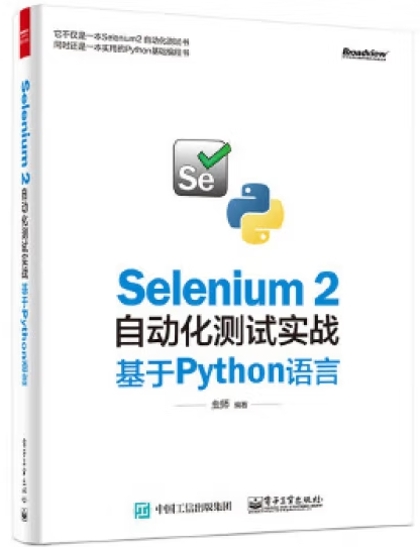 它不仅是一本Selenium2 自动化测试书
同时还是一本实用的Python基础编程书
Broadview
Se
Selenium 2
自动化测试实战
基于Python语言
虫师 编著
中国工信出版集团
电子工业出版社
Selenium 2 自动化测试实战 基于Python语言